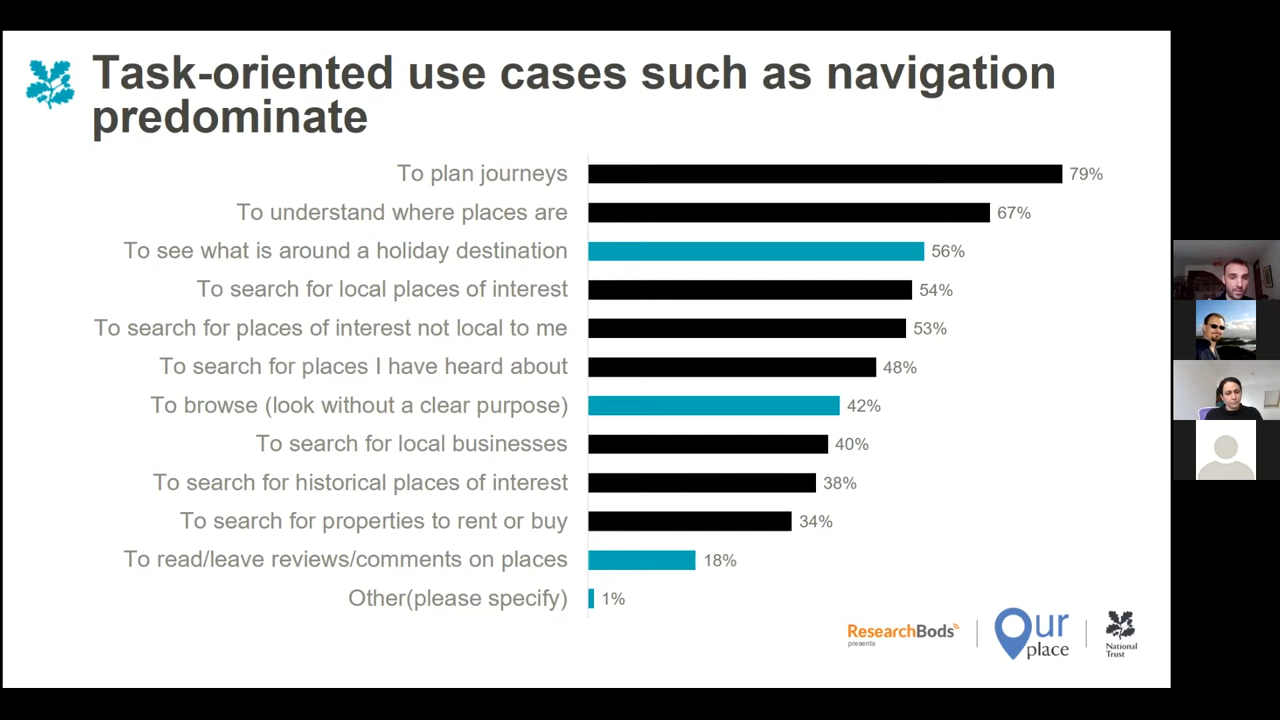 Task-oriented use cases such as navigation
predominate
To plan journeys 79%
To understand where places are 67%
To see what is around a holiday destination 56%
To search for local places of interest 54%
To search for places of interest not local to me 53%
To search for places I have heard about 48%
To browse (look without a clear purpose) 42%
To search for local businesses 40%
To search for historical places of interest 38%
To search for properties to rent or buy 34%
To read/leave reviews/comments on places 18%
Other(please specify) 1%
ResearchBods
presents
Our
place
National
Trust